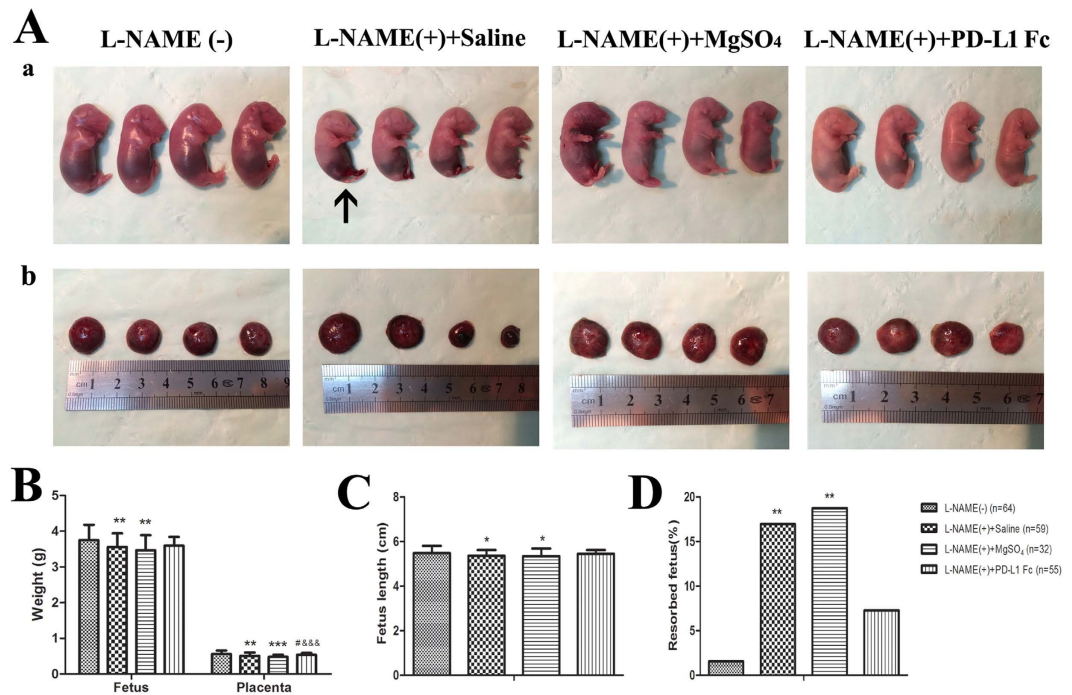 A
L-NAME (-)
L-NAME(+)+Saline
L-NAME(+)+MgSO₄
L-NAME(+)+PD-L1 Fc
a
b
cm 1 2 3 4 5 6 7 8 9
cm 1 2 3 4 5 6 7 8
cm 1 2 3 4 5 6 7
cm 1 2 3 4 5 6 7
B
Weight (g)
5
4
3
2
1
0
** **
** *** #&&&
Fetus Placenta
C
Fetus length (cm)
8
6
4
2
0
* *
D
Resorbed fetus(%)
20
15
10
5
0
** **
L-NAME(-) (n=64)
L-NAME(+)+Saline (n=59)
L-NAME(+)+MgSO₄ (n=32)
L-NAME(+)+PD-L1 Fc (n=55)